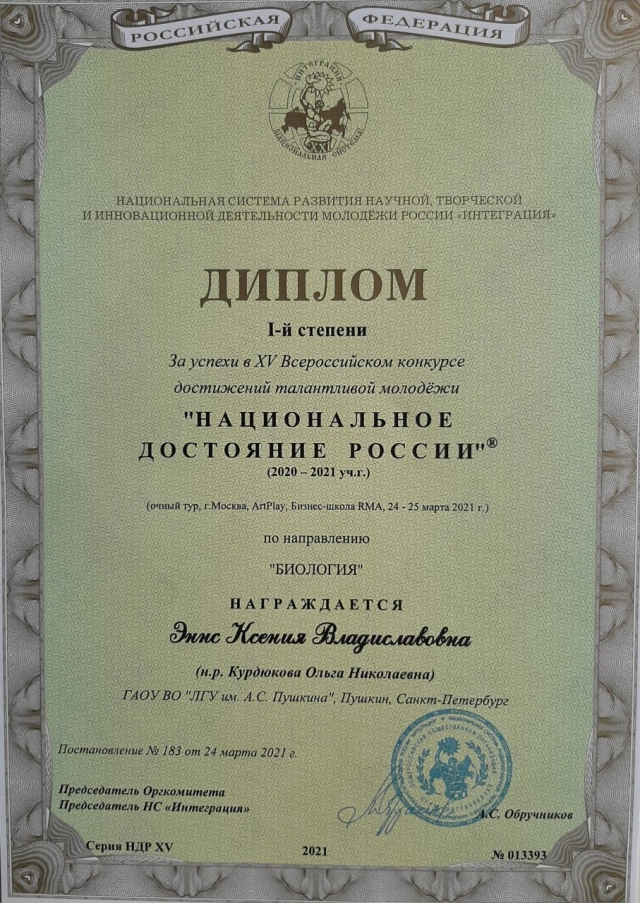 РОССИЙСКАЯ ФЕДЕРАЦИЯ
ИНТЕГРАЦИЯ
XXI
НАЦИОНАЛЬНАЯ СИСТЕМА
НАЦИОНАЛЬНАЯ СИСТЕМА РАЗВИТИЯ НАУЧНОЙ, ТВОРЧЕСКОЙ
И ИННОВАЦИОННОЙ ДЕЯТЕЛЬНОСТИ МОЛОДЁЖИ РОССИИ «ИНТЕГРАЦИЯ»
ДИПЛОМ
I-й степени
За успехи в XV Всероссийском конкурсе
достижений талантливой молодёжи
"НАЦИОНАЛЬНОЕ
ДОСТОЯНИЕ РОССИИ"®
(2020 – 2021 уч.г.)
(очный тур, г.Москва, ArtPlay, Бизнес-школа RMA, 24 - 25 марта 2021 г.)
по направлению
"БИОЛОГИЯ"
НАГРАЖДАЕТСЯ
Эннс Ксения Владиславовна
(н.р. Курдюкова Ольга Николаевна)
ГАОУ ВО "ЛГУ им. А.С. Пушкина", Пушкин, Санкт-Петербург
Постановление № 183 от 24 марта 2021 г.
Председатель Оргкомитета
Председатель НС «Интеграция»
А.С. Обручников
Серия НДР XV
2021
№ 013393